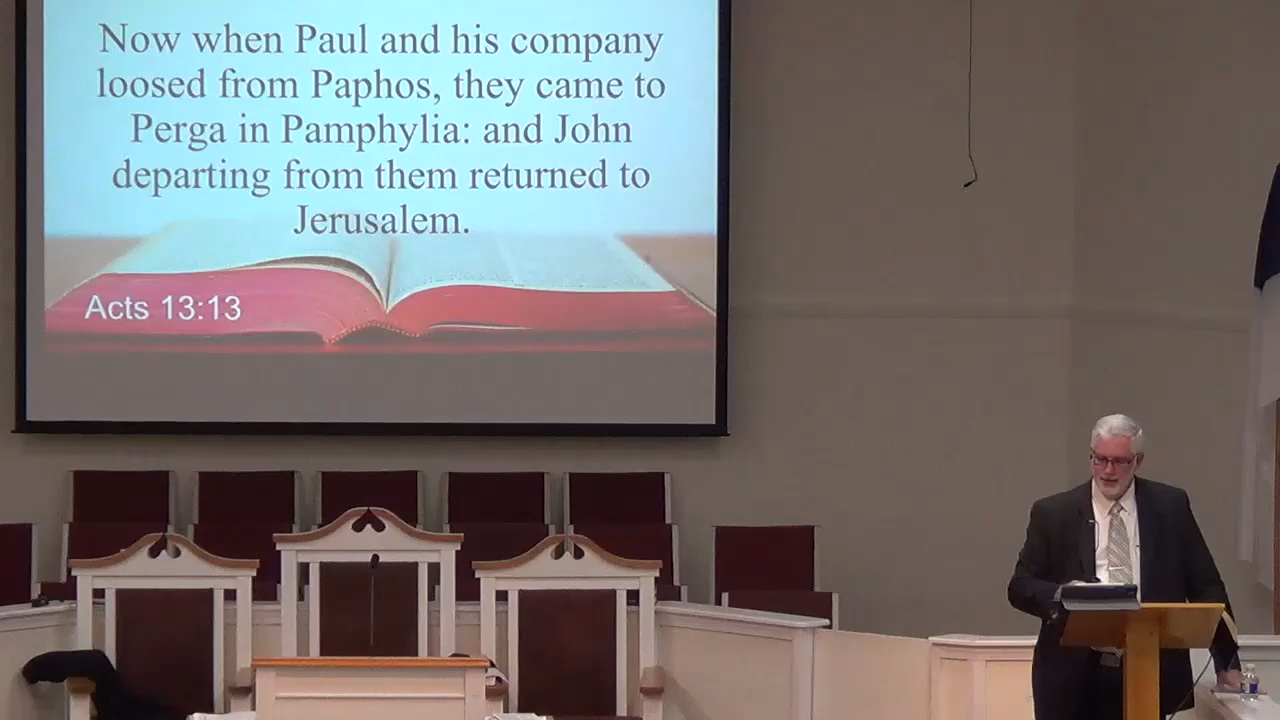 Now when Paul and his company
loosed from Paphos, they came to
Perga in Pamphylia: and John
departing from them returned to
Jerusalem.
Acts 13:13